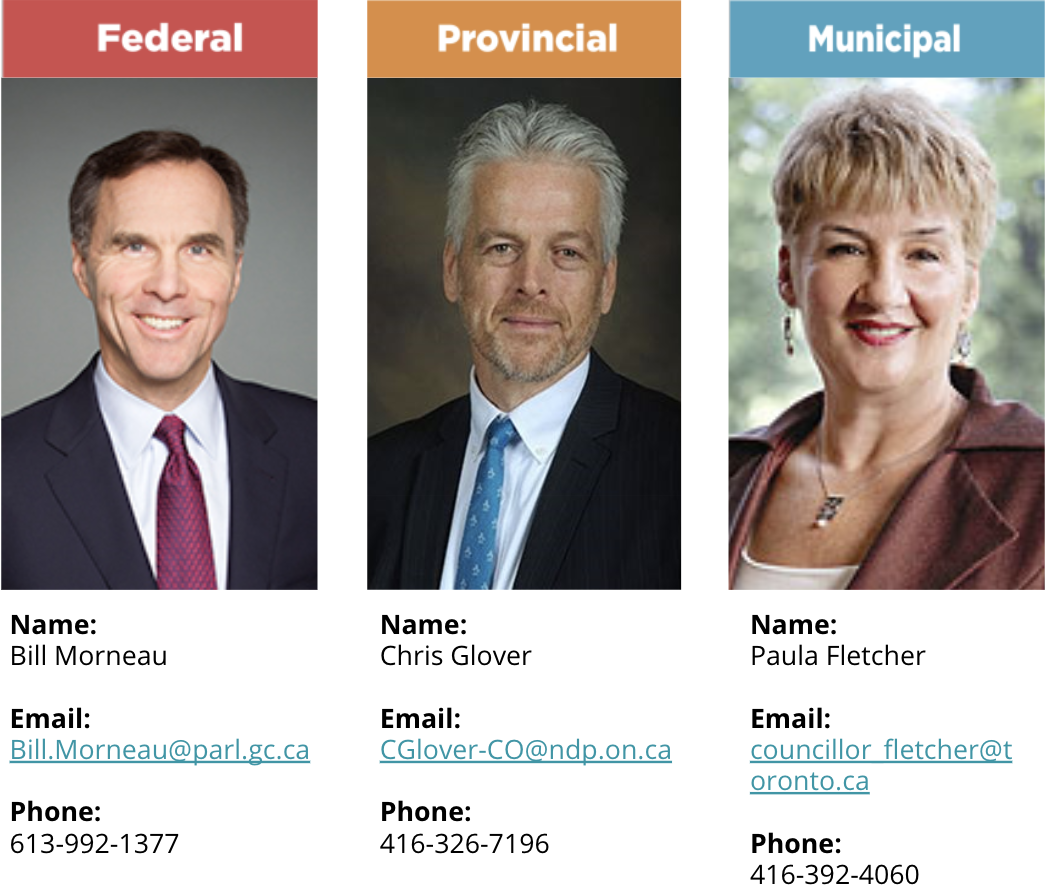 Federal
Provincial
Municipal
Name:
Bill Morneau
Email:
Bill.Morneau@parl.gc.ca
Phone:
613-992-1377
Name:
Chris Glover
Email:
CGlover-CO@ndp.on.ca
Phone:
416-326-7196
Name:
Paula Fletcher
Email:
councillor_fletcher@t
oronto.ca
Phone:
416-392-4060